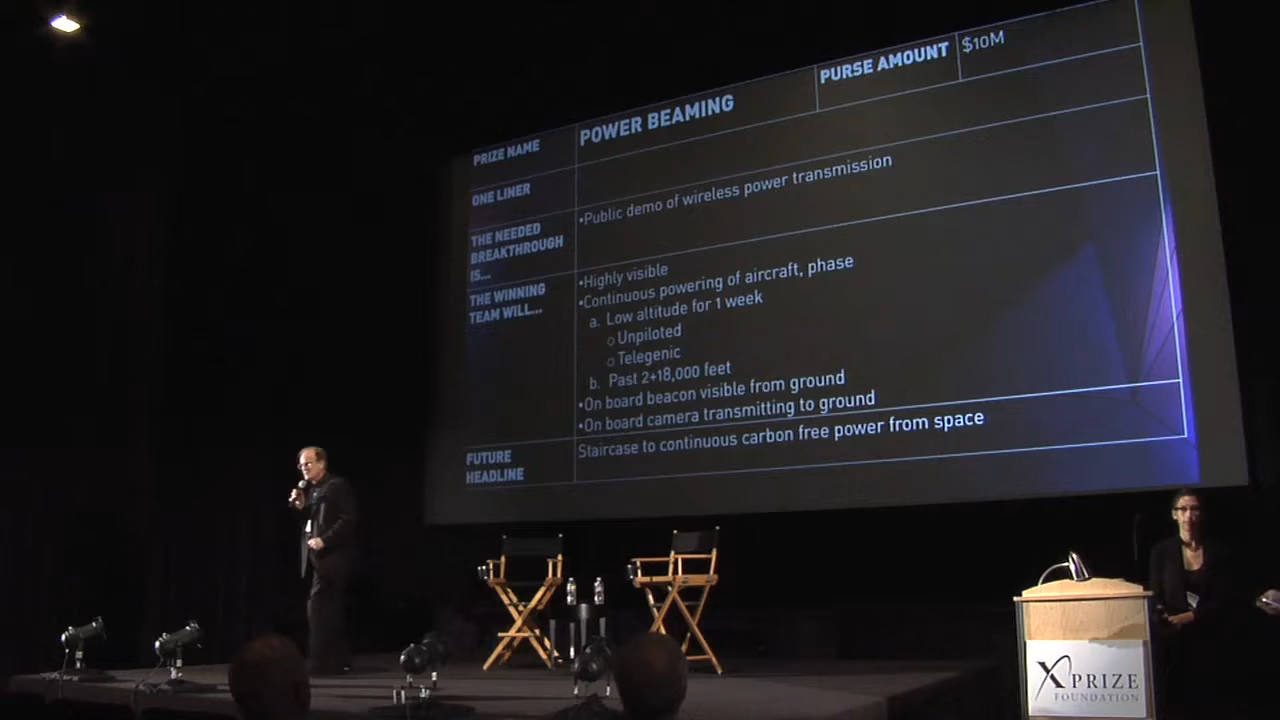 PRIZE NAME
POWER BEAMING
PURSE AMOUNT
$10M
ONE LINER
THE NEEDED
BREAKTHROUGH
IS...
•Public demo of wireless power transmission
THE WINNING
TEAM WILL...
•Highly visible
•Continuous powering of aircraft, phase
a. Low altitude for 1 week
o Unpiloted
o Telegenic
b. Past 2+18,000 feet
•On board beacon visible from ground
•On board camera transmitting to ground
FUTURE
HEADLINE
Staircase to continuous carbon free power from space
X PRIZE
FOUNDATION